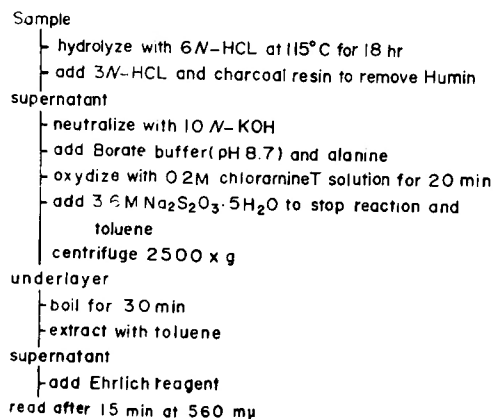 Sample
hydrolyze with 6N-HCL at 115°C for 18 hr
add 3N-HCL and charcoal resin to remove Humin
supernatant
neutralize with 10 N-KOH
add Borate buffer(pH 8.7) and alanine
oxydize with 0 2M chloramineT solution for 20 min
add 3 6 M Na₂S₂O₃·5H₂O to stop reaction and
toluene
centrifuge 2500 x g
underlayer
boil for 30 min
extract with toluene
supernatant
add Ehrlich reagent
read after 15 min at 560 mμ